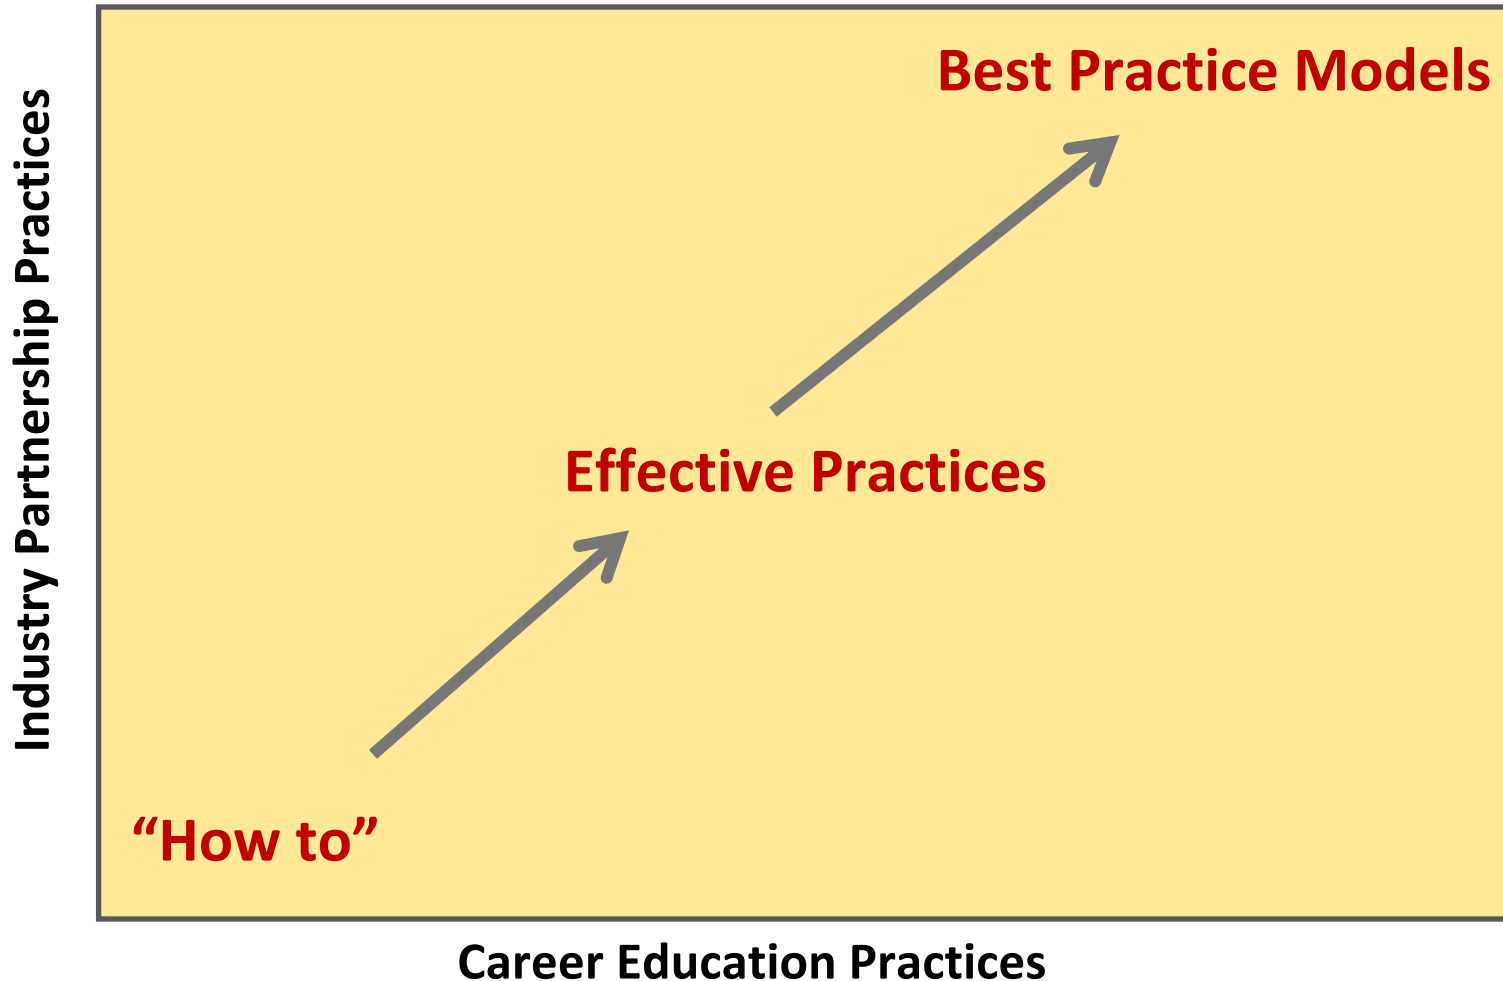 Best Practice Models
Industry Partnership Practices
Effective Practices
“How to”
Career Education Practices